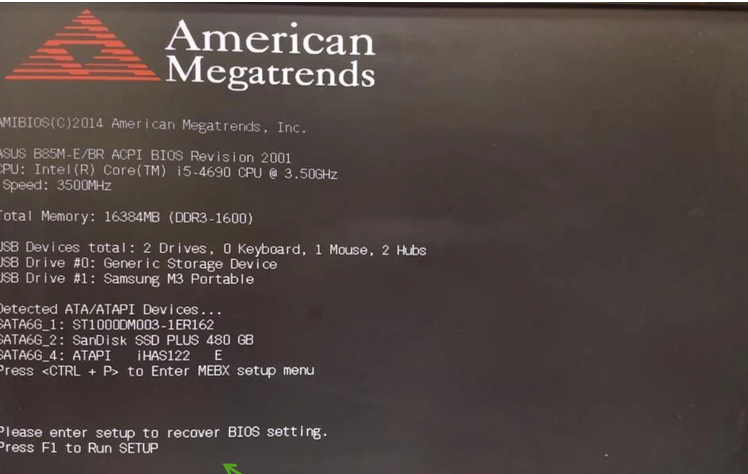 American
Megatrends
AMIBIOS(C)2014 American Megatrends, Inc.
ASUS B85M-E/BR ACPI BIOS Revision 2001
CPU: Intel(R) Core(TM) i5-4690 CPU @ 3.50GHz
Speed: 3500MHz
Total Memory: 16384MB (DDR3-1600)
USB Devices total: 2 Drives, 0 Keyboard, 1 Mouse, 2 Hubs
USB Drive #0: Generic Storage Device
USB Drive #1: Samsung M3 Portable
Detected ATA/ATAPI Devices...
SATA6G_1: ST1000DM003-1ER162
SATA6G_2: SanDisk SSD PLUS 480 GB
SATA6G_4: ATAPI iHAS122 E
Press <CTRL + P> to Enter MEBX setup menu
Please enter setup to recover BIOS setting.
Press F1 to Run SETUP